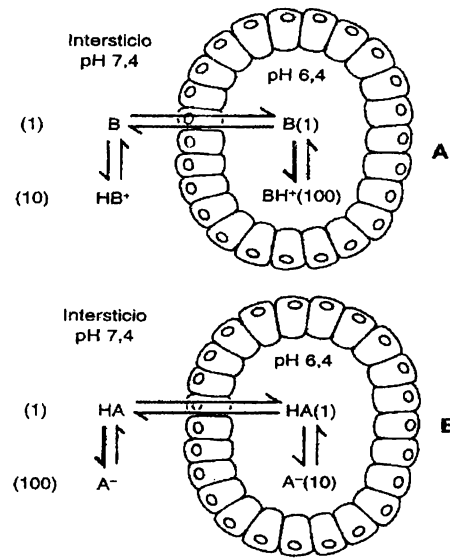 Intersticio
pH 7,4
pH 6,4
(1) B B(1)
A
(10) HB⁺ BH⁺(100)
Intersticio
pH 7,4
pH 6,4
(1) HA HA(1)
B
(100) A⁻ A⁻(10)